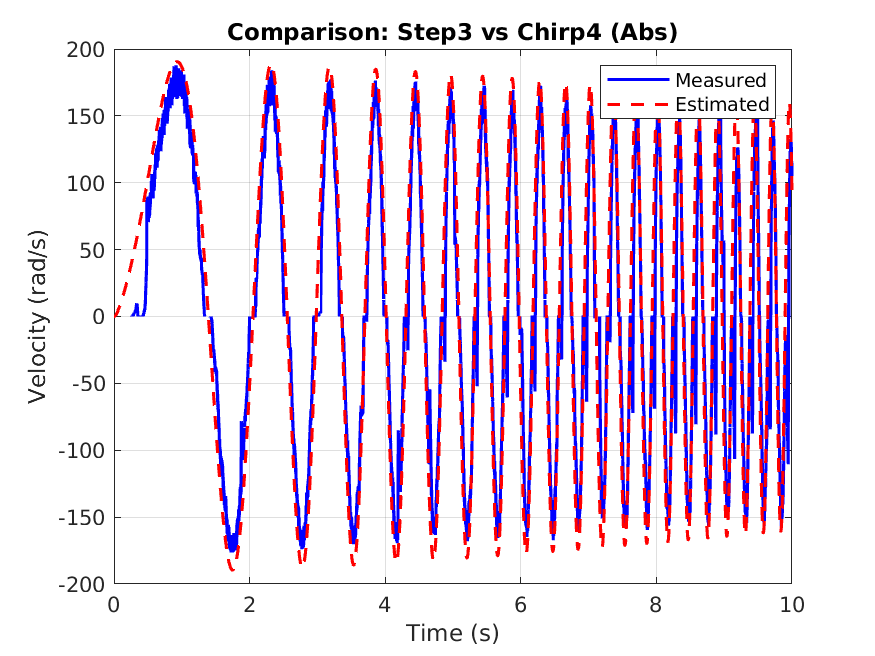 Comparison: Step3 vs Chirp4 (Abs)
200
150
100
50
0
-50
-100
-150
-200
Velocity (rad/s)
Measured
Estimated
0 2 4 6 8 10
Time (s)